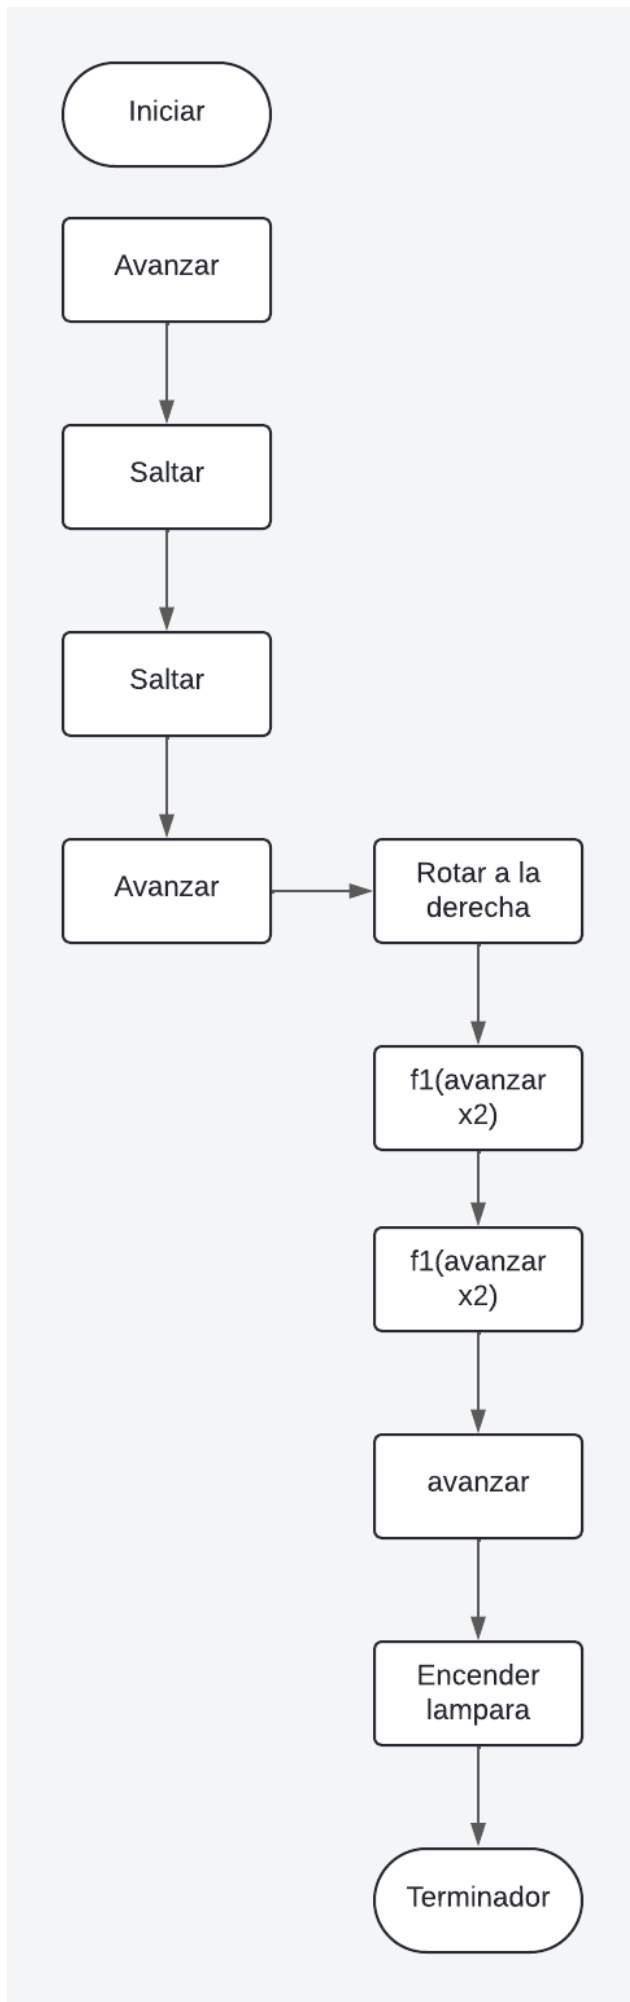 Iniciar
Avanzar
Saltar
Saltar
Avanzar
Rotar a la
derecha
f1(avanzar
x2)
f1(avanzar
x2)
avanzar
Encender
lampara
Terminador